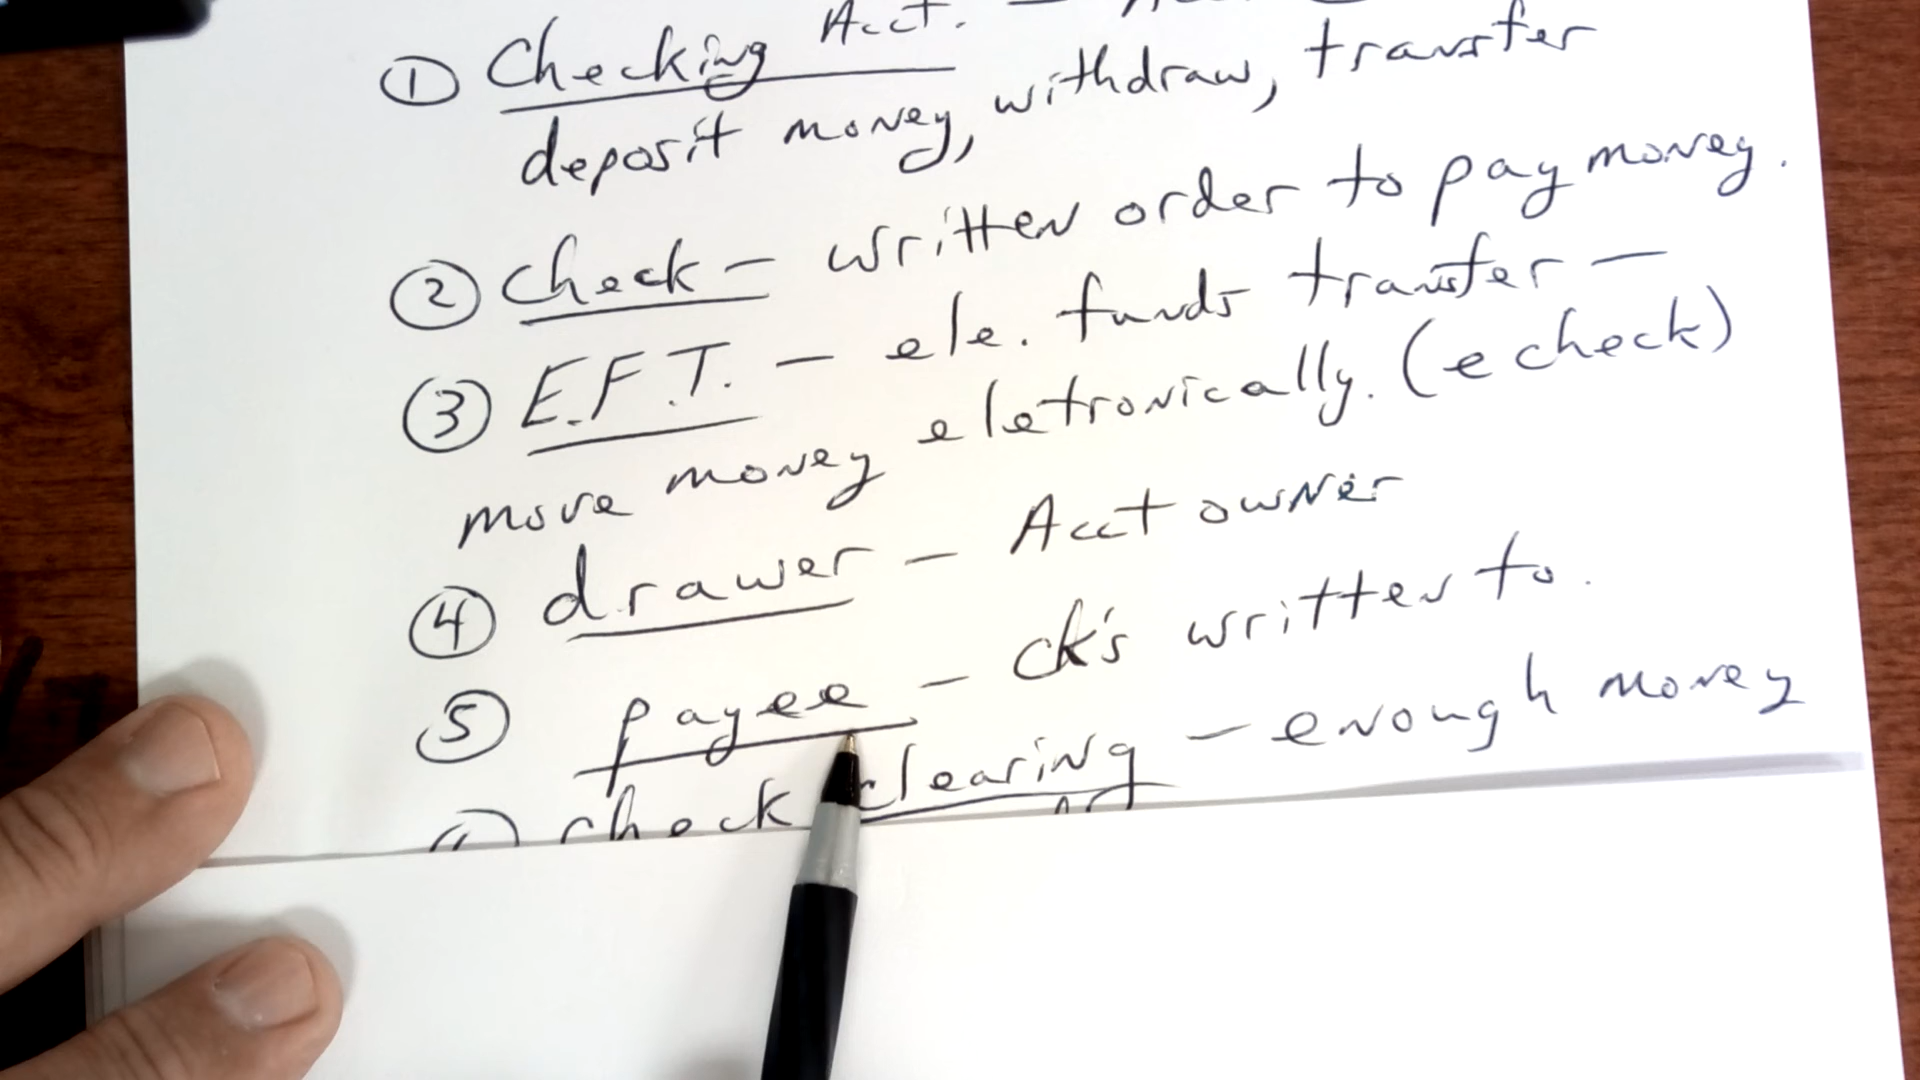 ① Checking Acct. —
deposit money, withdraw, transfer
② Check — written order to pay money.
③ E.F.T. — ele. funds transfer —
move money eletronically. (e check)
④ drawer — Acct owner
⑤ payee — ck's written to.
check clearing — enough money